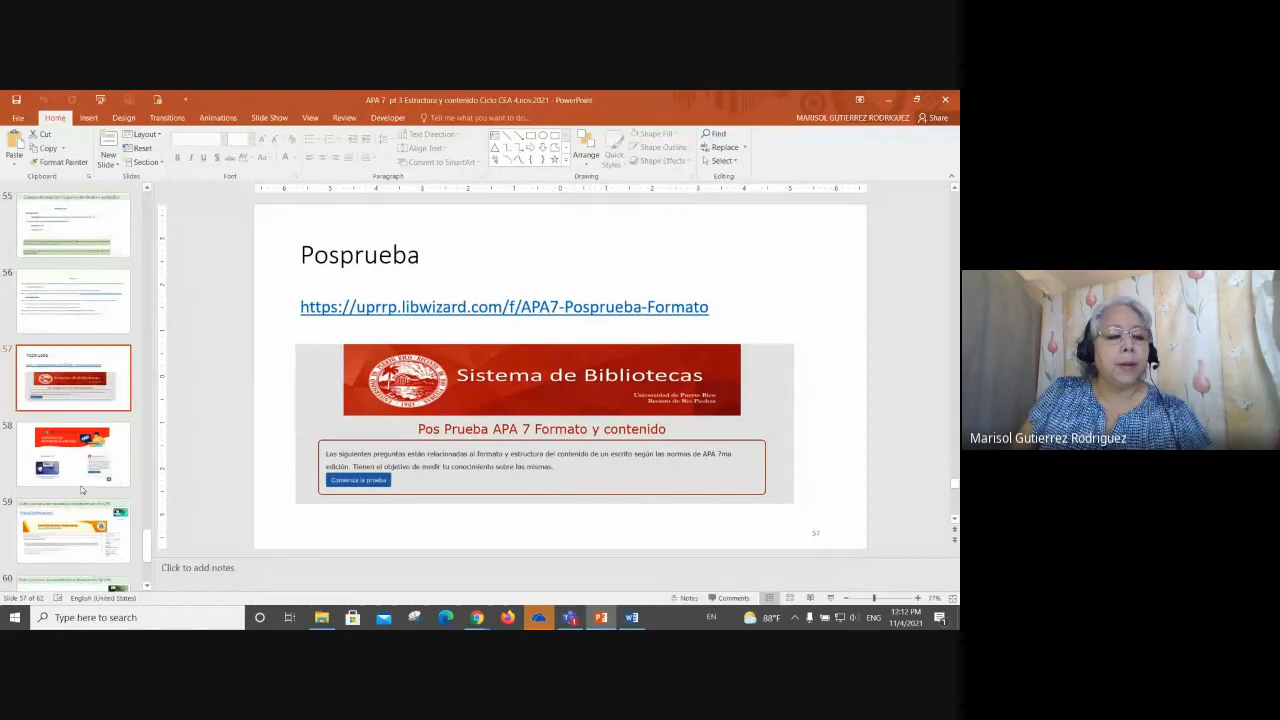 APA 7 pt 3 Estructura y contenido Ciclo CEA 4.nov.2021 - PowerPoint
File Home Insert Design Transitions Animations Slide Show View Review Developer Tell me what you want to do... MARISOL GUTIERREZ RODRIGUEZ Share
Paste Cut Copy Format Painter
Clipboard
New Slide Layout Reset Section
Slides
Font
Text Direction Align Text Convert to SmartArt
Paragraph
Arrange Quick Styles Shape Fill Shape Outline Shape Effects
Drawing
Find Replace Select
Editing
55
56
57
58
59
60
Posprueba
https://uprrp.libwizard.com/f/APA7-Posprueba-Formato
Sistema de Bibliotecas
Universidad de Puerto Rico
Recinto de Río Piedras
Pos Prueba APA 7 Formato y contenido
Las siguientes preguntas están relacionadas al formato y estructura del contenido de un escrito según las normas de APA 7ma
edición. Tienen el objetivo de medir tu conocimiento sobre las mismas.
Comienza la prueba
57
Click to add notes
Slide 57 of 62 English (United States) Notes Comments 77%
Type here to search EN 88°F ENG 12:12 PM 11/4/2021
Marisol Gutierrez Rodriguez